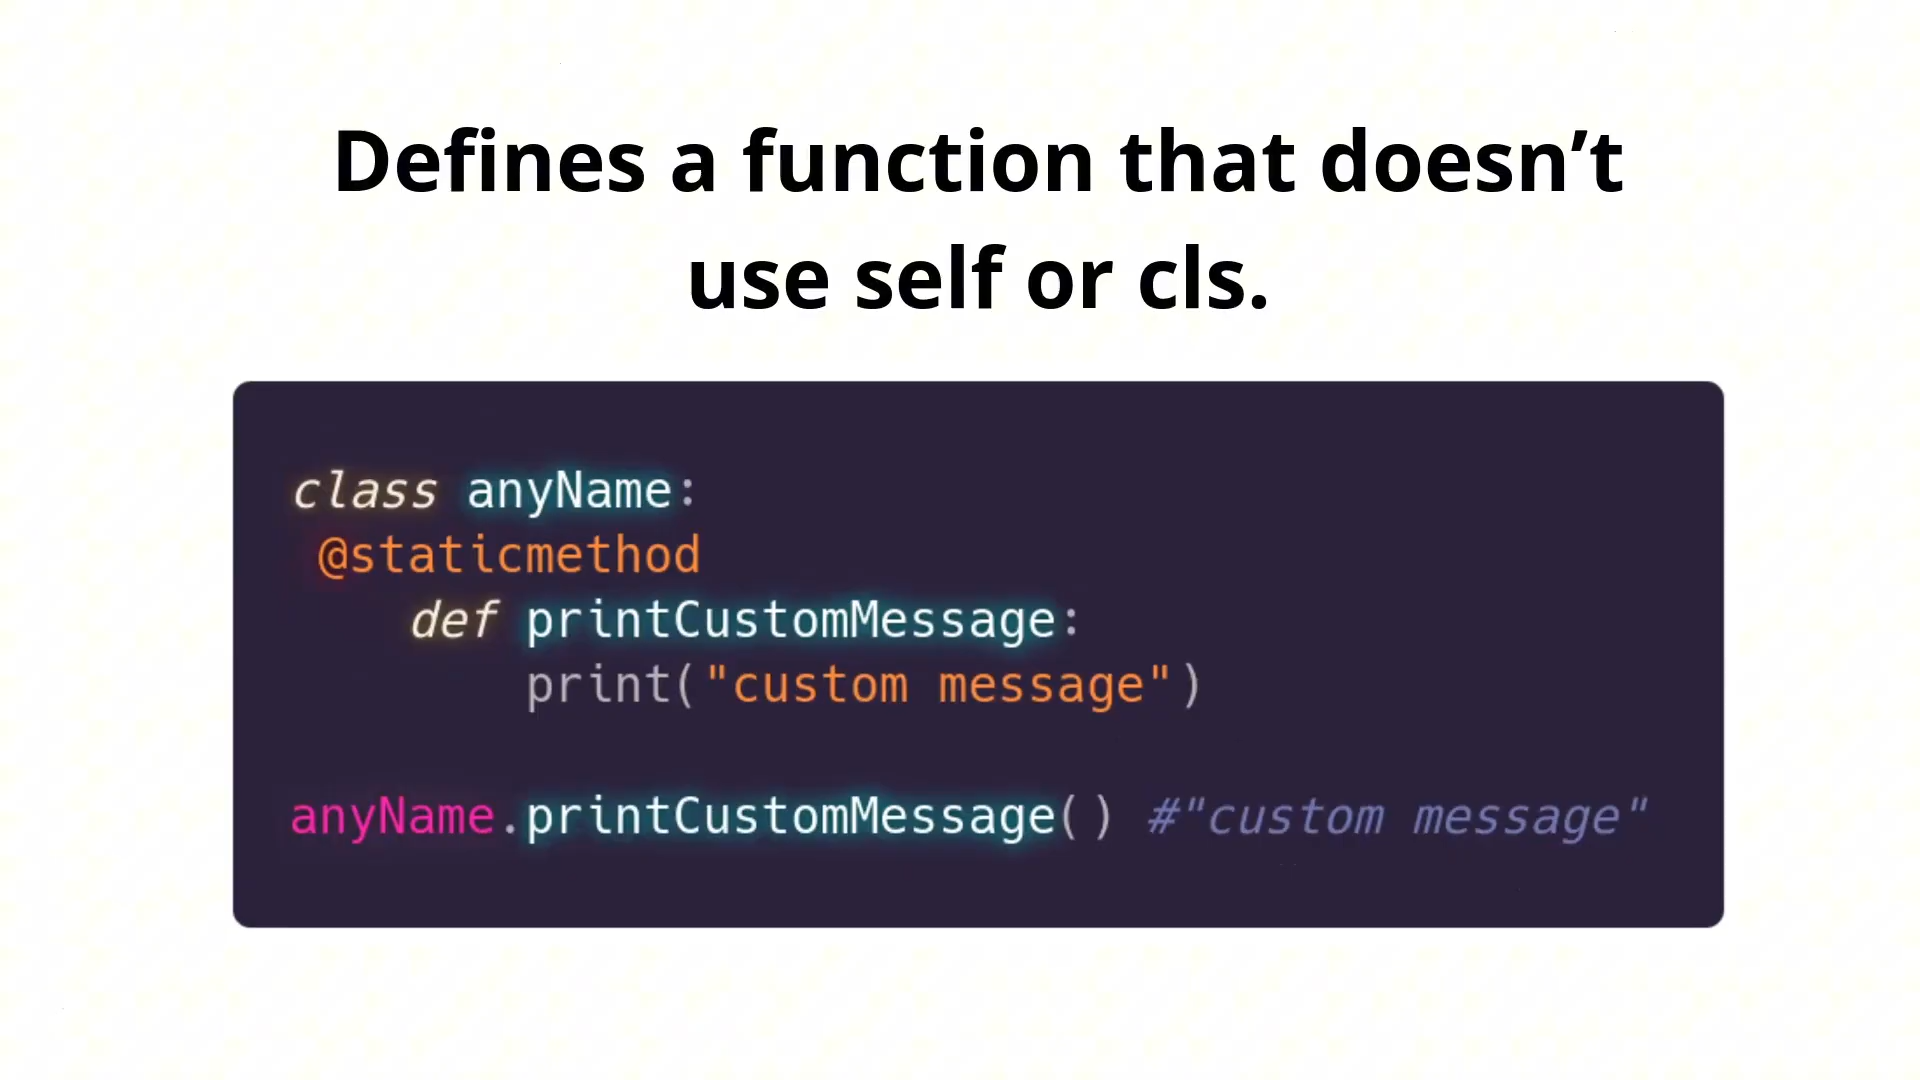 Defines a function that doesn’t
use self or cls.
class anyName:
 @staticmethod
    def printCustomMessage:
        print("custom message")
anyName.printCustomMessage() #"custom message"